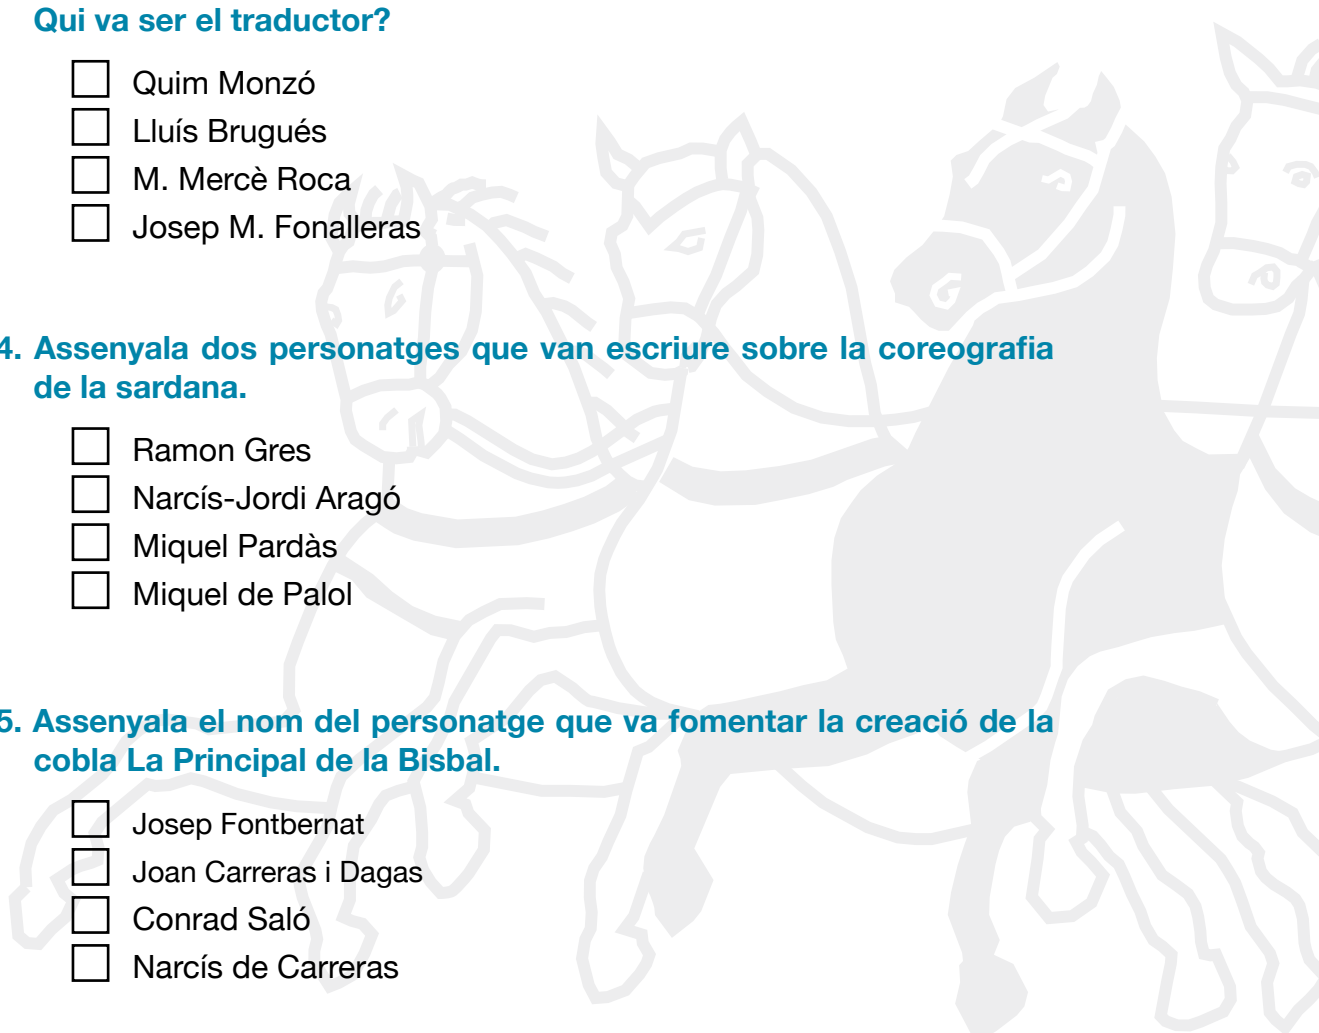 Qui va ser el traductor?
Quim Monzó
Lluís Brugués
M. Mercè Roca
Josep M. Fonalleras
4. Assenyala dos personatges que van escriure sobre la coreografia
de la sardana.
Ramon Gres
Narcís-Jordi Aragó
Miquel Pardàs
Miquel de Palol
5. Assenyala el nom del personatge que va fomentar la creació de la
cobla La Principal de la Bisbal.
Josep Fontbernat
Joan Carreras i Dagas
Conrad Saló
Narcís de Carreras